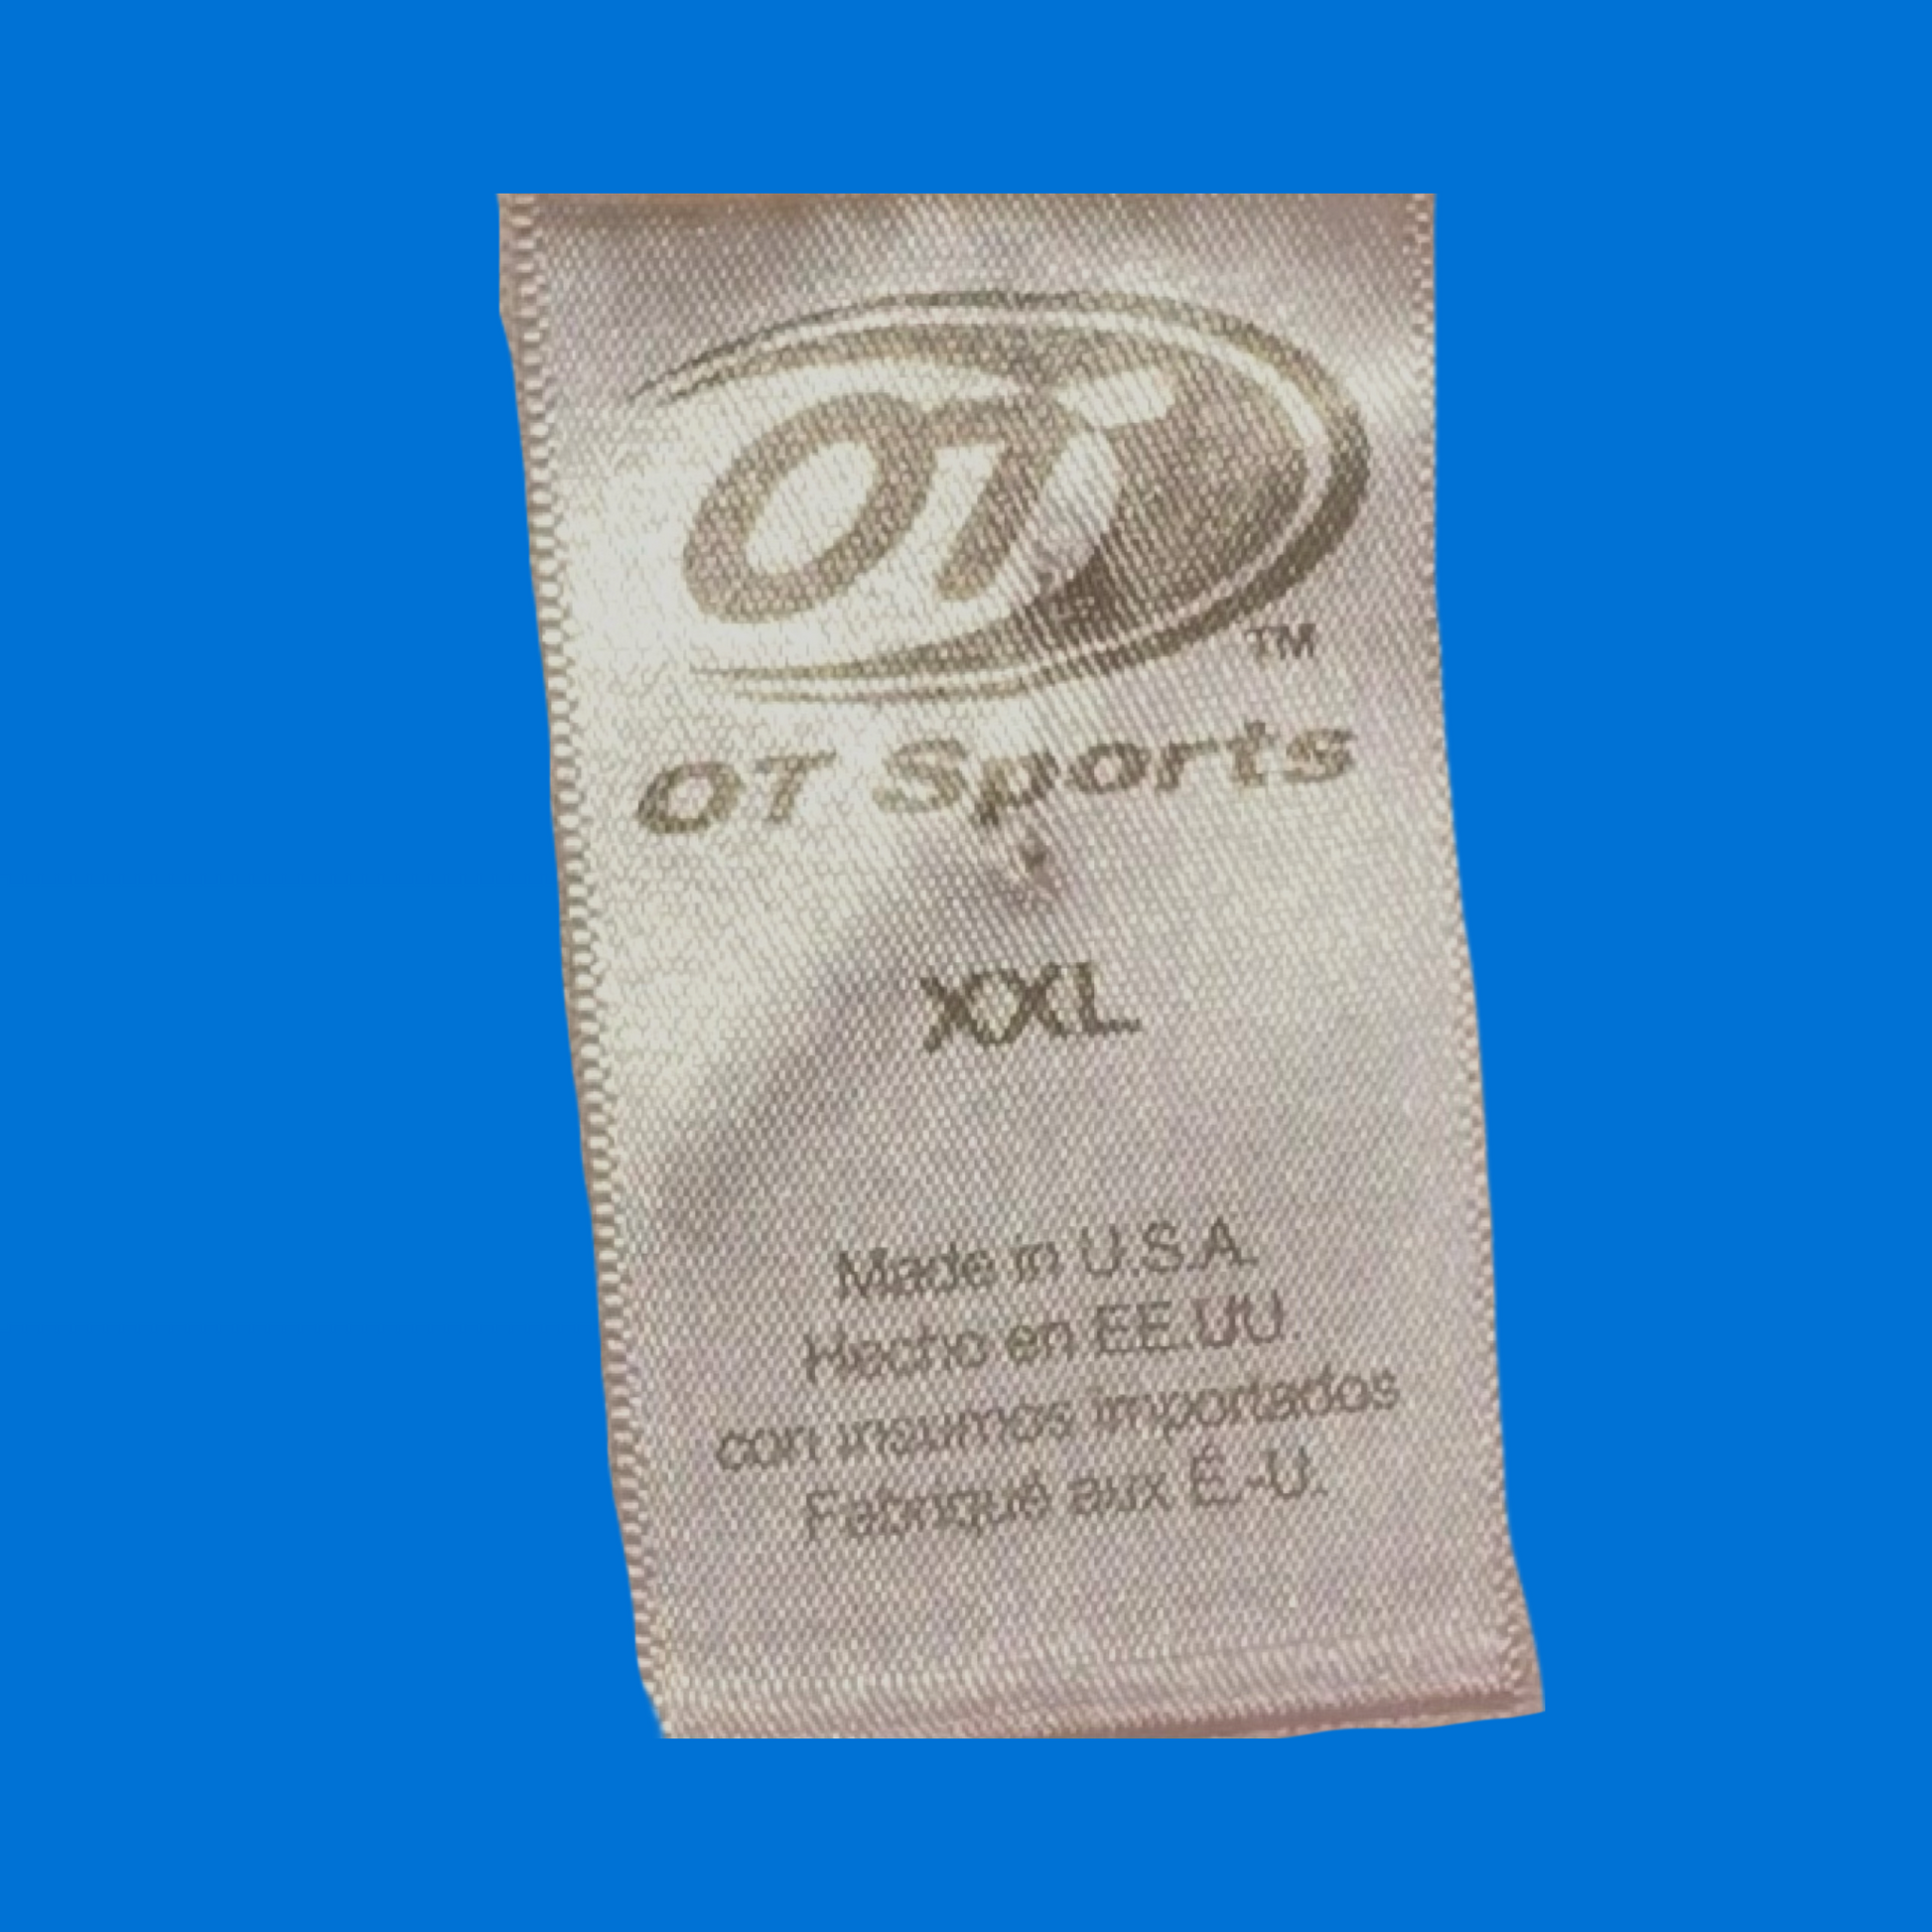 OT
TM
OT Sports
XXL
Made in U.S.A.
Hecho en EE.UU.
con insumos importados
Fabriqué aux É.-U.